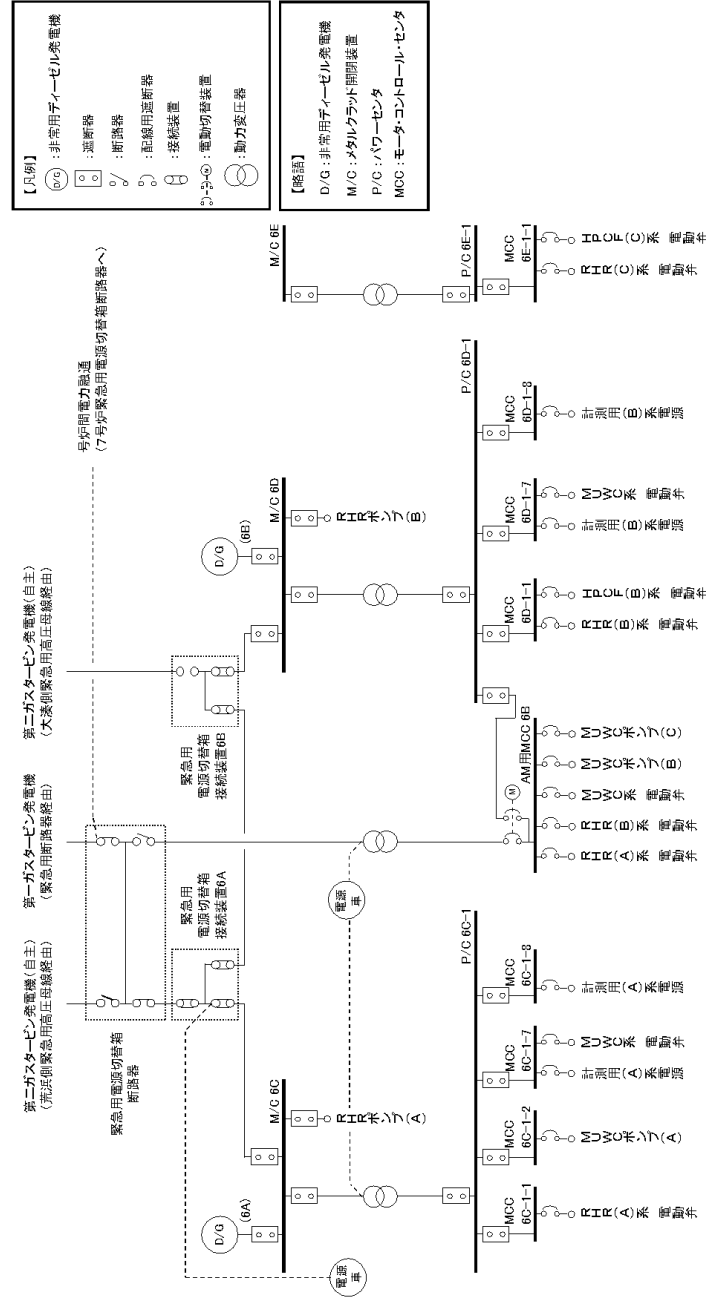 第二ガスタービン発電機(自主)
(荒浜側緊急用高圧母線経由)
第一ガスタービン発電機
(緊急用断路器経由)
第二ガスタービン発電機(自主)
(大湊側緊急用高圧母線経由)
号炉間電力融通
(7号炉緊急用電源切替箱断路器へ)
緊急用電源切替箱
断路器
緊急用
電源切替箱
接続装置6A
緊急用
電源切替箱
接続装置6B
電源
車
電源
車
D/G
(6A)
M/C 6C
RHRポンプ(A)
D/G
(6B)
M/C 6D
RHRポンプ(B)
M/C 6E
P/C 6C-1
MCC
6C-1-1
RHR(A)系 電動弁
MCC
6C-1-2
MUWCポンプ(A)
MCC
6C-1-7
計測用(A)系電源
MUWC系 電動弁
MCC
6C-1-8
計測用(A)系電源
M
AM用MCC 6B
RHR(A)系 電動弁
RHR(B)系 電動弁
MUWC系 電動弁
MUWCポンプ(B)
MUWCポンプ(C)
P/C 6D-1
MCC
6D-1-1
RHR(B)系 電動弁
HPCF(B)系 電動弁
MCC
6D-1-7
計測用(B)系電源
MUWC系 電動弁
MCC
6D-1-8
計測用(B)系電源
P/C 6E-1
MCC
6E-1-1
RHR(C)系 電動弁
HPCF(C)系 電動弁
【凡例】
D/G :非常用ディーゼル発電機
:遮断器
:断路器
:配線用遮断器
:接続装置
M :電動切替装置
:動力変圧器
【略語】
D/G :非常用ディーゼル発電機
M/C :メタルクラッド開閉装置
P/C :パワーセンタ
MCC :モータ・コントロール・センタ